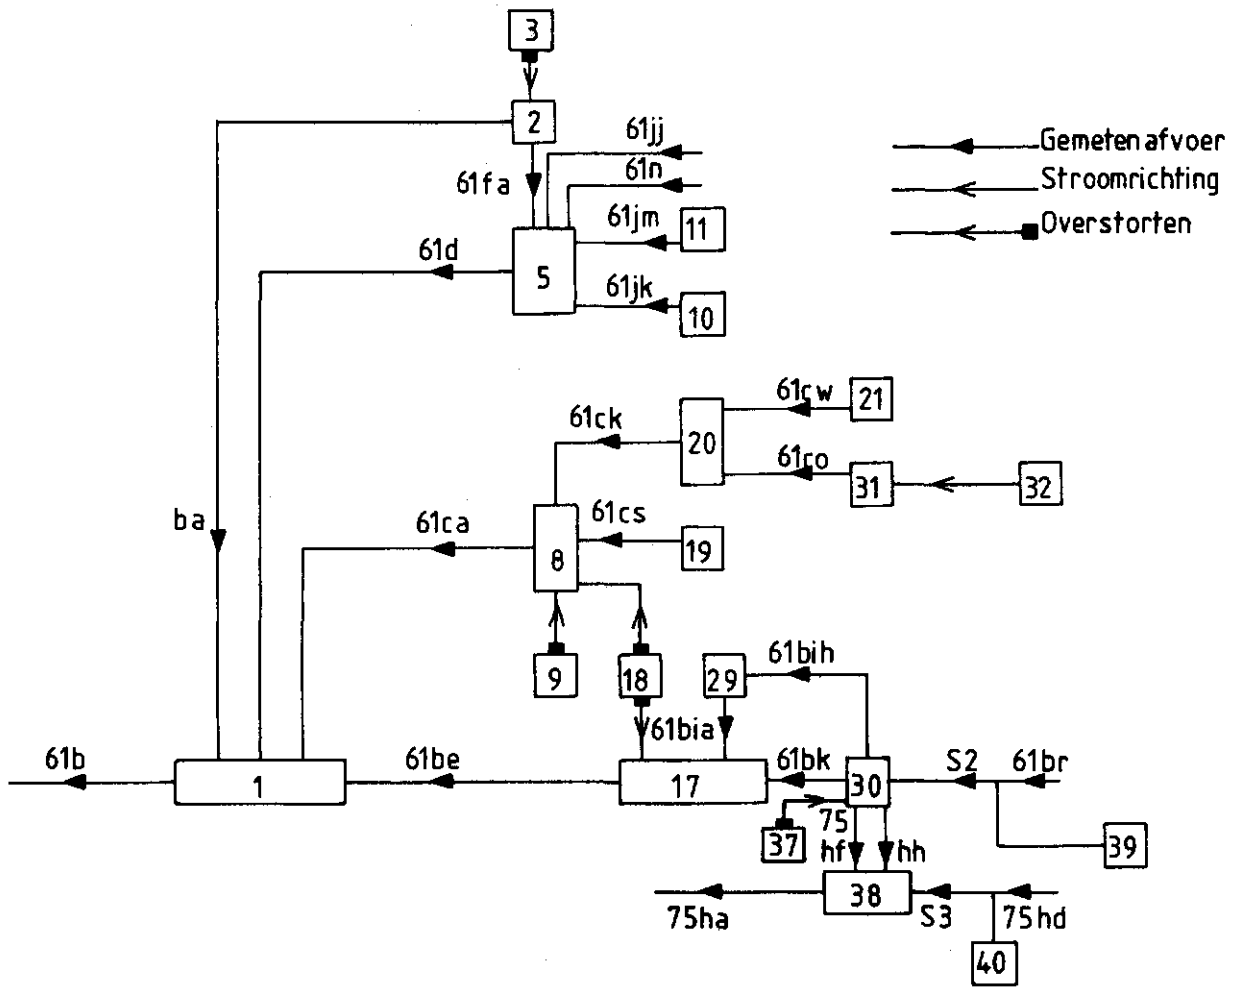 3
2
61jj
Gemeten afvoer
61n
Stroomrichting
61fa
61jm
11
Overstorten
61d
5
61jk
10
61cw
21
61ck
20
61co
31
32
ba
61ca
61cs
8
19
9
18
29
61bih
61bia
61b
1
61be
17
61bk
30
S2
61br
75
37
hf
hh
39
38
75ha
S3
75hd
40